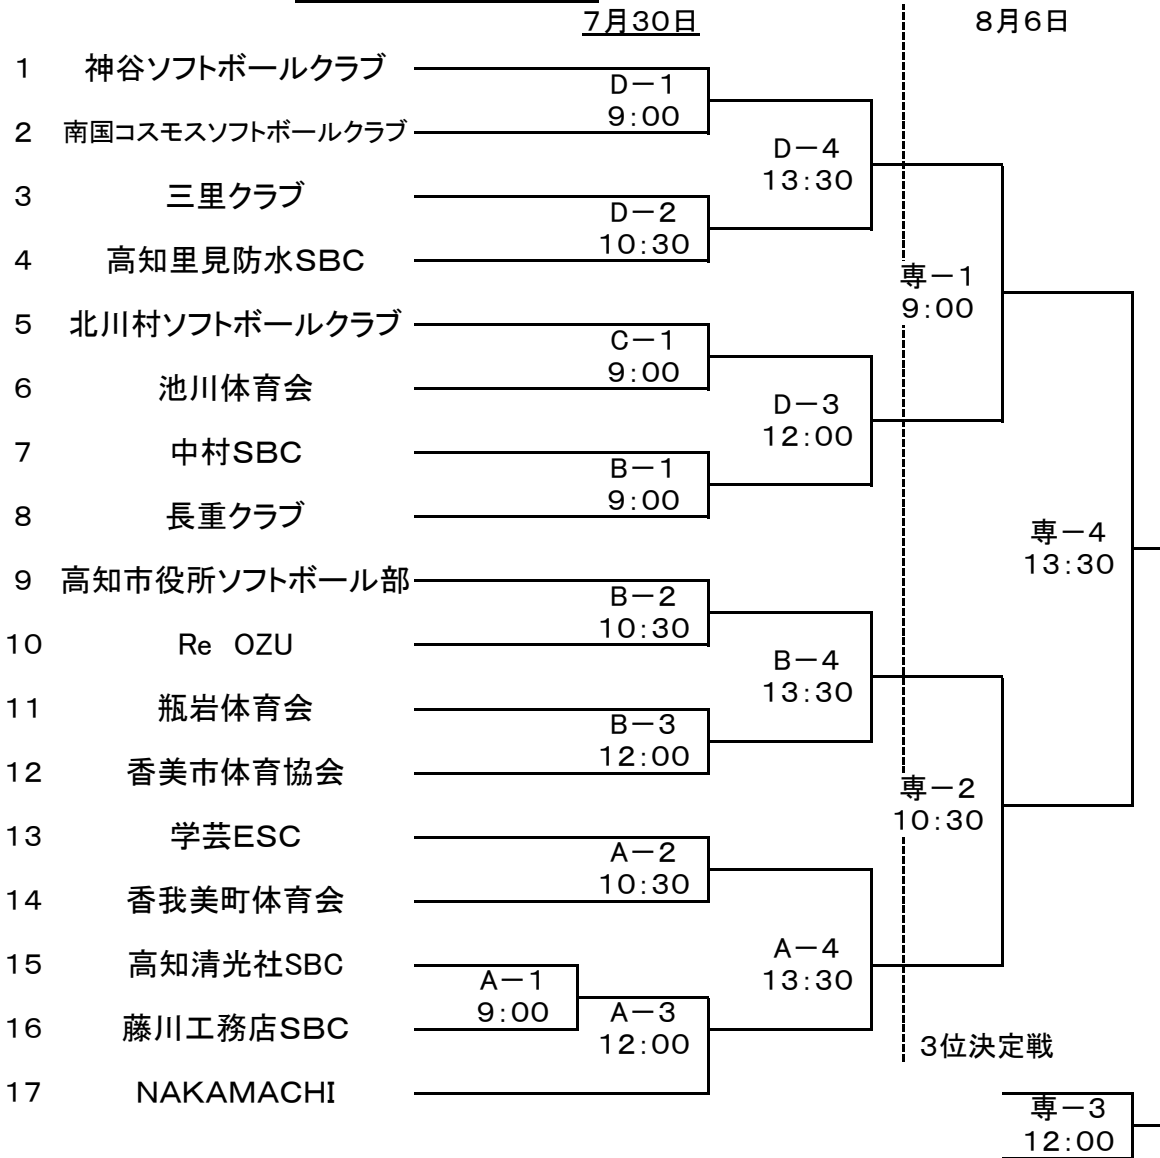 7月30日
8月6日
1 神谷ソフトボールクラブ
D－1
9:00
2 南国コスモスソフトボールクラブ
D－4
13:30
3 三里クラブ
D－2
10:30
4 高知里見防水SBC
専－1
9:00
5 北川村ソフトボールクラブ
C－1
9:00
6 池川体育会
D－3
12:00
7 中村SBC
B－1
9:00
8 長重クラブ
専－4
13:30
9 高知市役所ソフトボール部
B－2
10:30
10 Re　OZU
B－4
13:30
11 瓶岩体育会
B－3
12:00
12 香美市体育協会
専－2
10:30
13 学芸ESC
A－2
10:30
14 香我美町体育会
A－4
13:30
15 高知清光社SBC
A－1
9:00
16 藤川工務店SBC
A－3
12:00
3位決定戦
17 NAKAMACHI
専－3
12:00